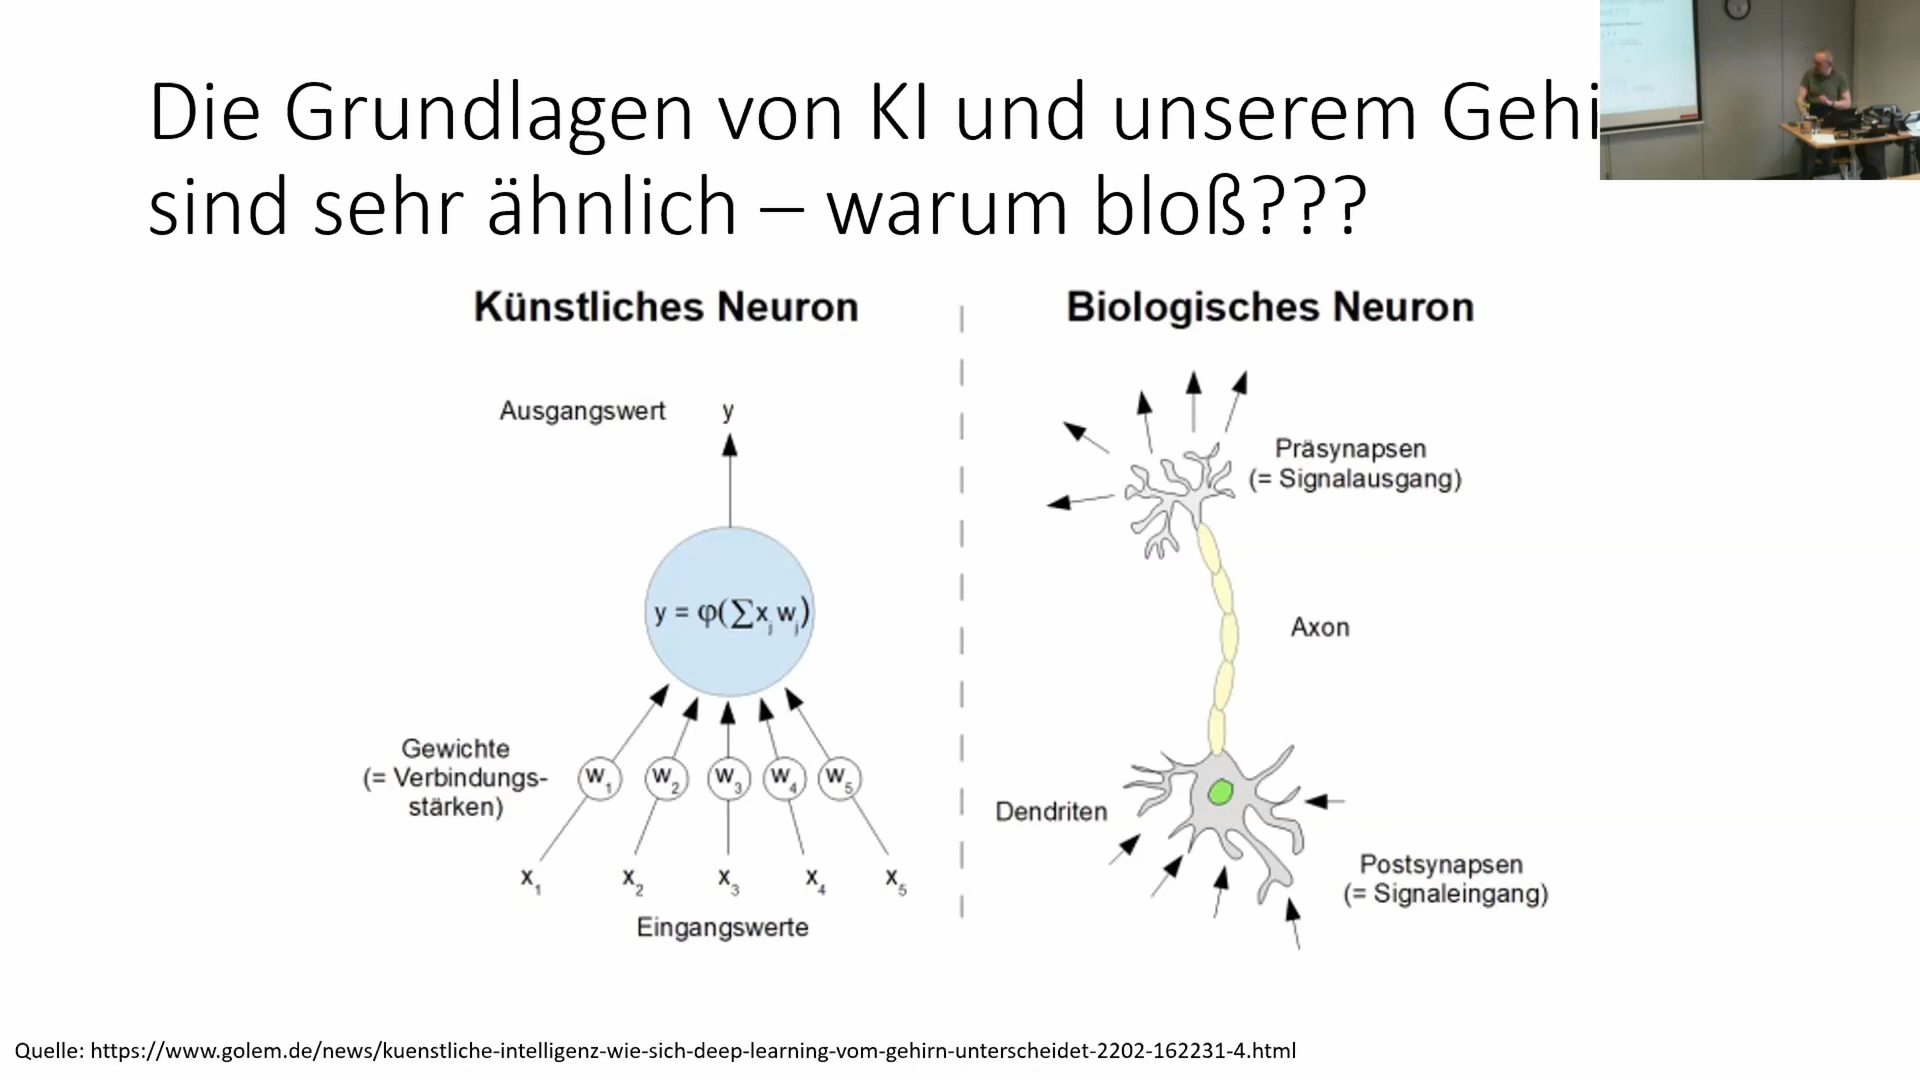 Die Grundlagen von KI und unserem Gehi
sind sehr ähnlich – warum bloß???
Künstliches Neuron
Ausgangswert y
y = φ(∑xⱼwⱼ)
Gewichte
(= Verbindungs-
stärken)
w₁ w₂ w₃ w₄ w₅
x₁ x₂ x₃ x₄ x₅
Eingangswerte
Biologisches Neuron
Präsynapsen
(= Signalausgang)
Axon
Dendriten
Postsynapsen
(= Signaleingang)
Quelle: https://www.golem.de/news/kuenstliche-intelligenz-wie-sich-deep-learning-vom-gehirn-unterscheidet-2202-162231-4.html